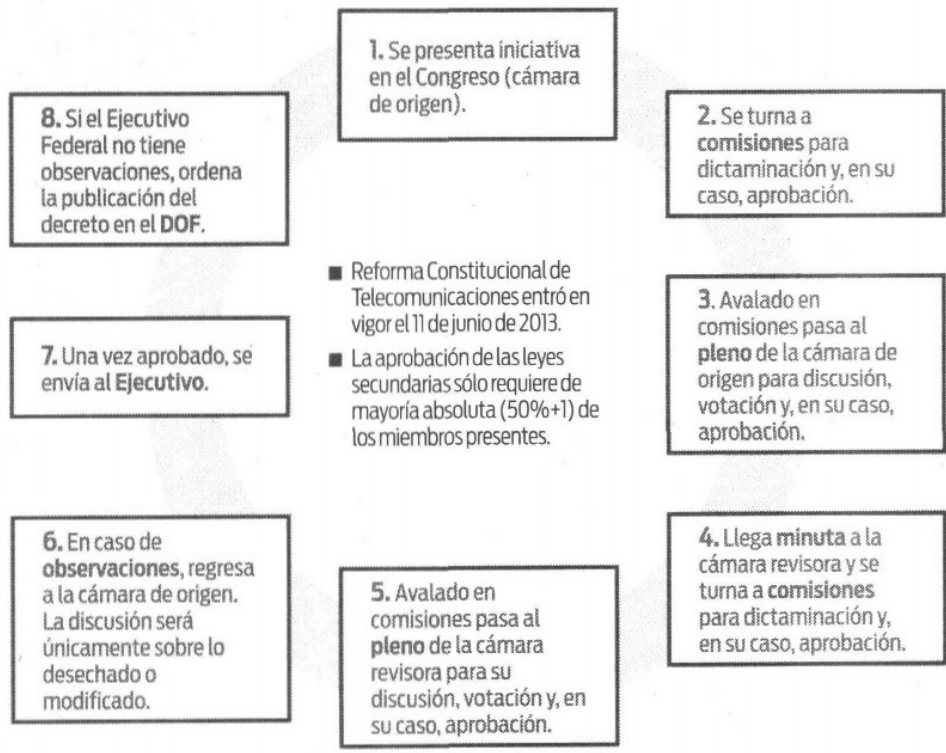 1. Se presenta iniciativa
en el Congreso (cámara
de origen).
2. Se turna a
comisiones para
dictaminación y, en su
caso, aprobación.
3. Avalado en
comisiones pasa al
pleno de la cámara de
origen para discusión,
votación y, en su caso,
aprobación.
4. Llega minuta a la
cámara revisora y se
turna a comisiones
para dictaminación y,
en su caso, aprobación.
5. Avalado en
comisiones pasa al
pleno de la cámara
revisora para su
discusión, votación y, en
su caso, aprobación.
6. En caso de
observaciones, regresa
a la cámara de origen.
La discusión será
únicamente sobre lo
desechado o
modificado.
7. Una vez aprobado, se
envía al Ejecutivo.
8. Si el Ejecutivo
Federal no tiene
observaciones, ordena
la publicación del
decreto en el DOF.
■ Reforma Constitucional de
Telecomunicaciones entró en
vigor el 11 de junio de 2013.
■ La aprobación de las leyes
secundarias sólo requiere de
mayoría absoluta (50%+1) de
los miembros presentes.